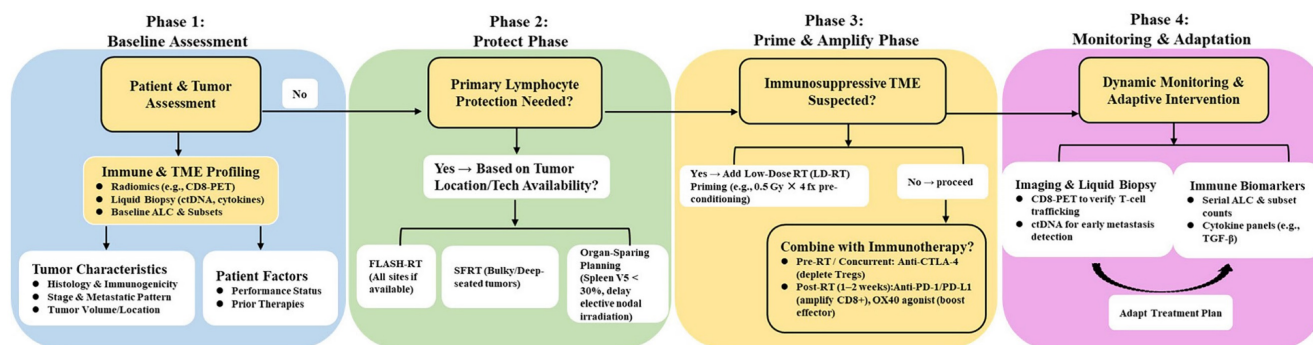 Phase 1:
Baseline Assessment
Patient & Tumor
Assessment
No
Immune & TME Profiling
● Radiomics (e.g., CD8-PET)
● Liquid Biopsy (ctDNA, cytokines)
● Baseline ALC & Subsets
Tumor Characteristics
● Histology & Immunogenicity
● Stage & Metastatic Pattern
● Tumor Volume/Location
Patient Factors
● Performance Status
● Prior Therapies
Phase 2:
Protect Phase
Primary Lymphocyte
Protection Needed?
Yes → Based on Tumor
Location/Tech Availability?
FLASH-RT
(All sites if
available)
SFRT (Bulky/Deep-
seated tumors)
Organ-Sparing
Planning
(Spleen V5 <
30%, delay
elective nodal
irradiation)
Phase 3:
Prime & Amplify Phase
Immunosuppressive TME
Suspected?
Yes → Add Low-Dose RT (LD-RT)
Priming (e.g., 0.5 Gy × 4 fx pre-
conditioning)
No → proceed
Combine with Immunotherapy?
● Pre-RT / Concurrent: Anti-CTLA-4
(deplete Tregs)
● Post-RT (1–2 weeks):Anti-PD-1/PD-L1
(amplify CD8+), OX40 agonist (boost
effector)
Phase 4:
Monitoring & Adaptation
Dynamic Monitoring &
Adaptive Intervention
Imaging & Liquid Biopsy
● CD8-PET to verify T-cell
trafficking
● ctDNA for early metastasis
detection
Immune Biomarkers
● Serial ALC & subset
counts
● Cytokine panels (e.g.,
TGF-β)
Adapt Treatment Plan